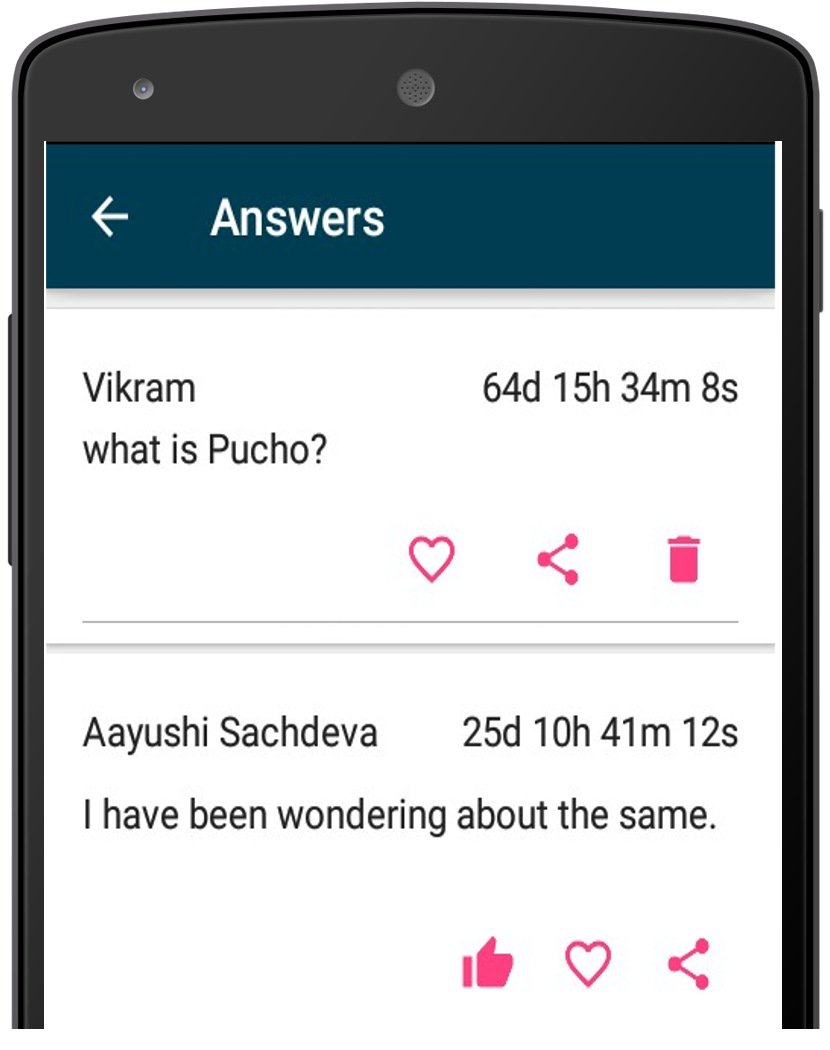 Answers
Vikram 64d 15h 34m 8s
what is Pucho?
Aayushi Sachdeva 25d 10h 41m 12s
I have been wondering about the same.